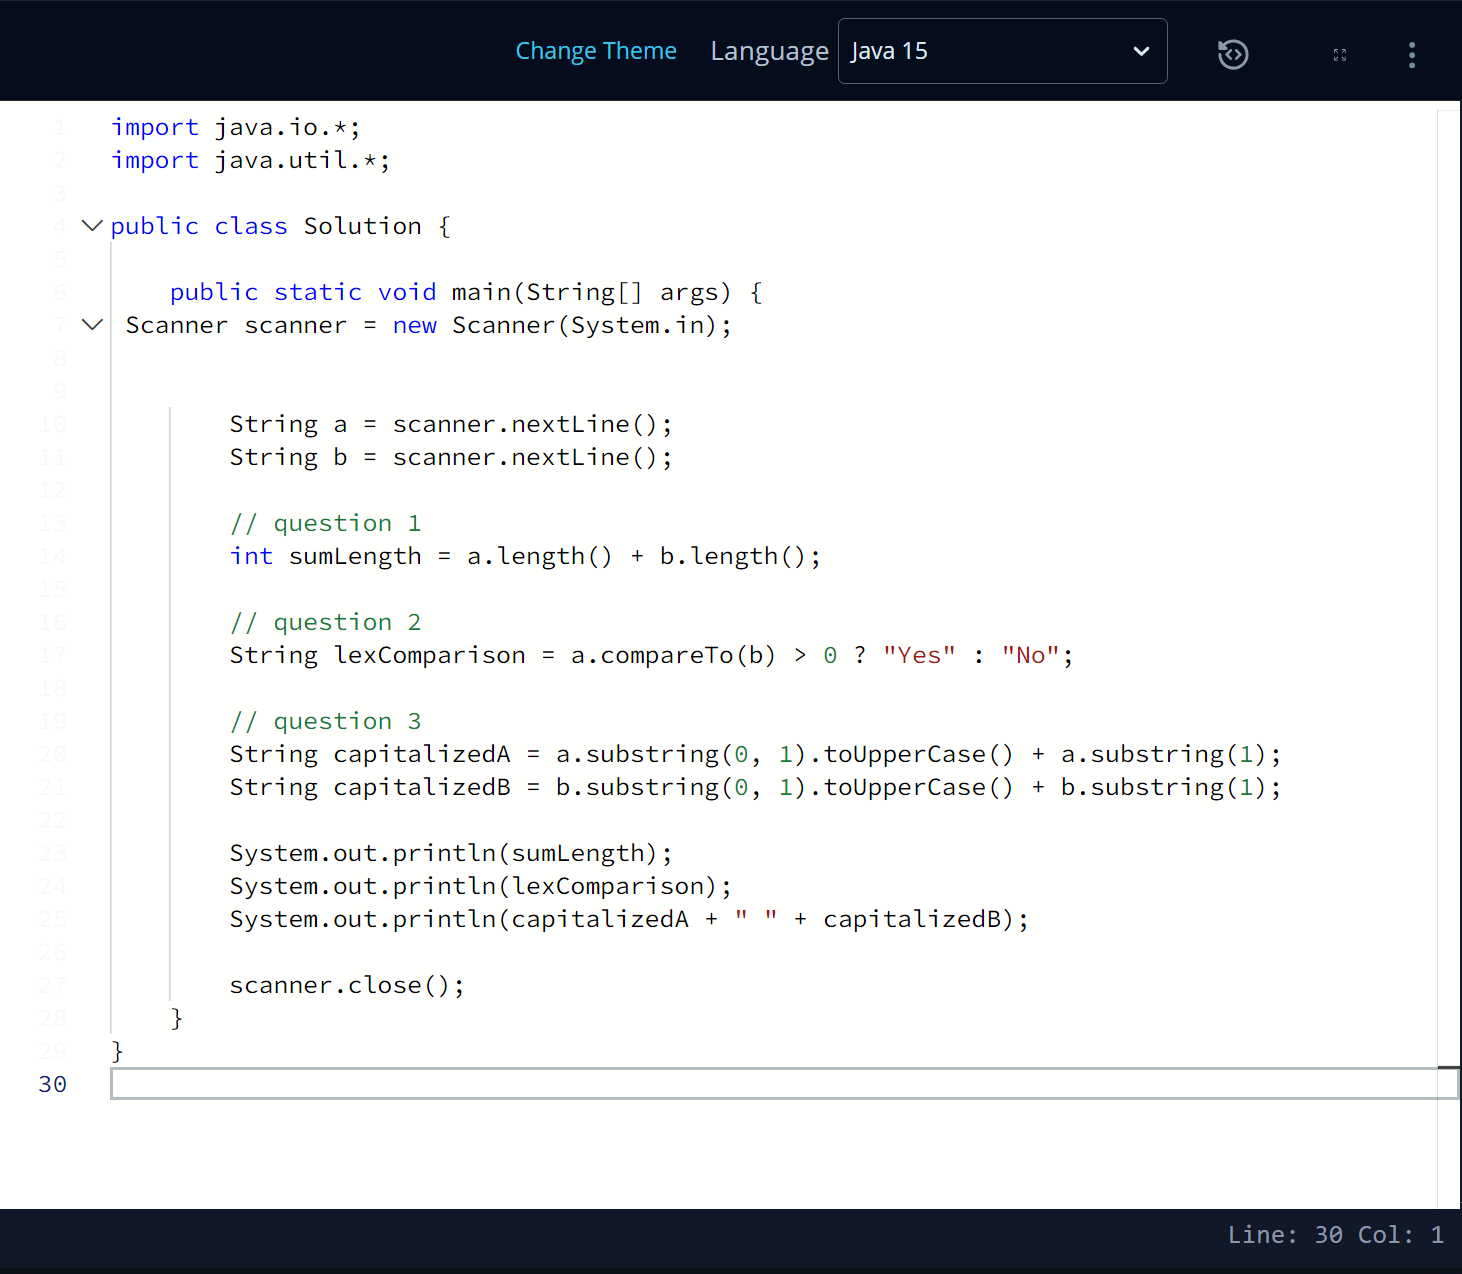 Change Theme Language Java 15
1 import java.io.*;
2 import java.util.*;
3
4 public class Solution {
5
6     public static void main(String[] args) {
7  Scanner scanner = new Scanner(System.in);
8
9
10         String a = scanner.nextLine();
11         String b = scanner.nextLine();
12
13         // question 1
14         int sumLength = a.length() + b.length();
15
16         // question 2
17         String lexComparison = a.compareTo(b) > 0 ? "Yes" : "No";
18
19         // question 3
20         String capitalizedA = a.substring(0, 1).toUpperCase() + a.substring(1);
21         String capitalizedB = b.substring(0, 1).toUpperCase() + b.substring(1);
22
23         System.out.println(sumLength);
24         System.out.println(lexComparison);
25         System.out.println(capitalizedA + " " + capitalizedB);
26
27         scanner.close();
28     }
29 }
30
Line: 30 Col: 1